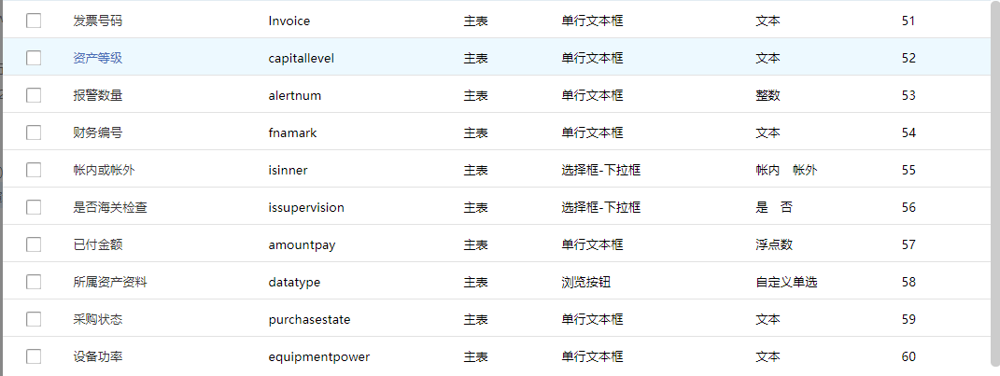 发票号码 Invoice 主表 单行文本框 文本 51
资产等级 capitallevel 主表 单行文本框 文本 52
报警数量 alertnum 主表 单行文本框 整数 53
财务编号 fnamark 主表 单行文本框 文本 54
帐内或帐外 isinner 主表 选择框-下拉框 帐内 帐外 55
是否海关检查 issupervision 主表 选择框-下拉框 是 否 56
已付金额 amountpay 主表 单行文本框 浮点数 57
所属资产资料 datatype 主表 浏览按钮 自定义单选 58
采购状态 purchasestate 主表 单行文本框 文本 59
设备功率 equipmentpower 主表 单行文本框 文本 60